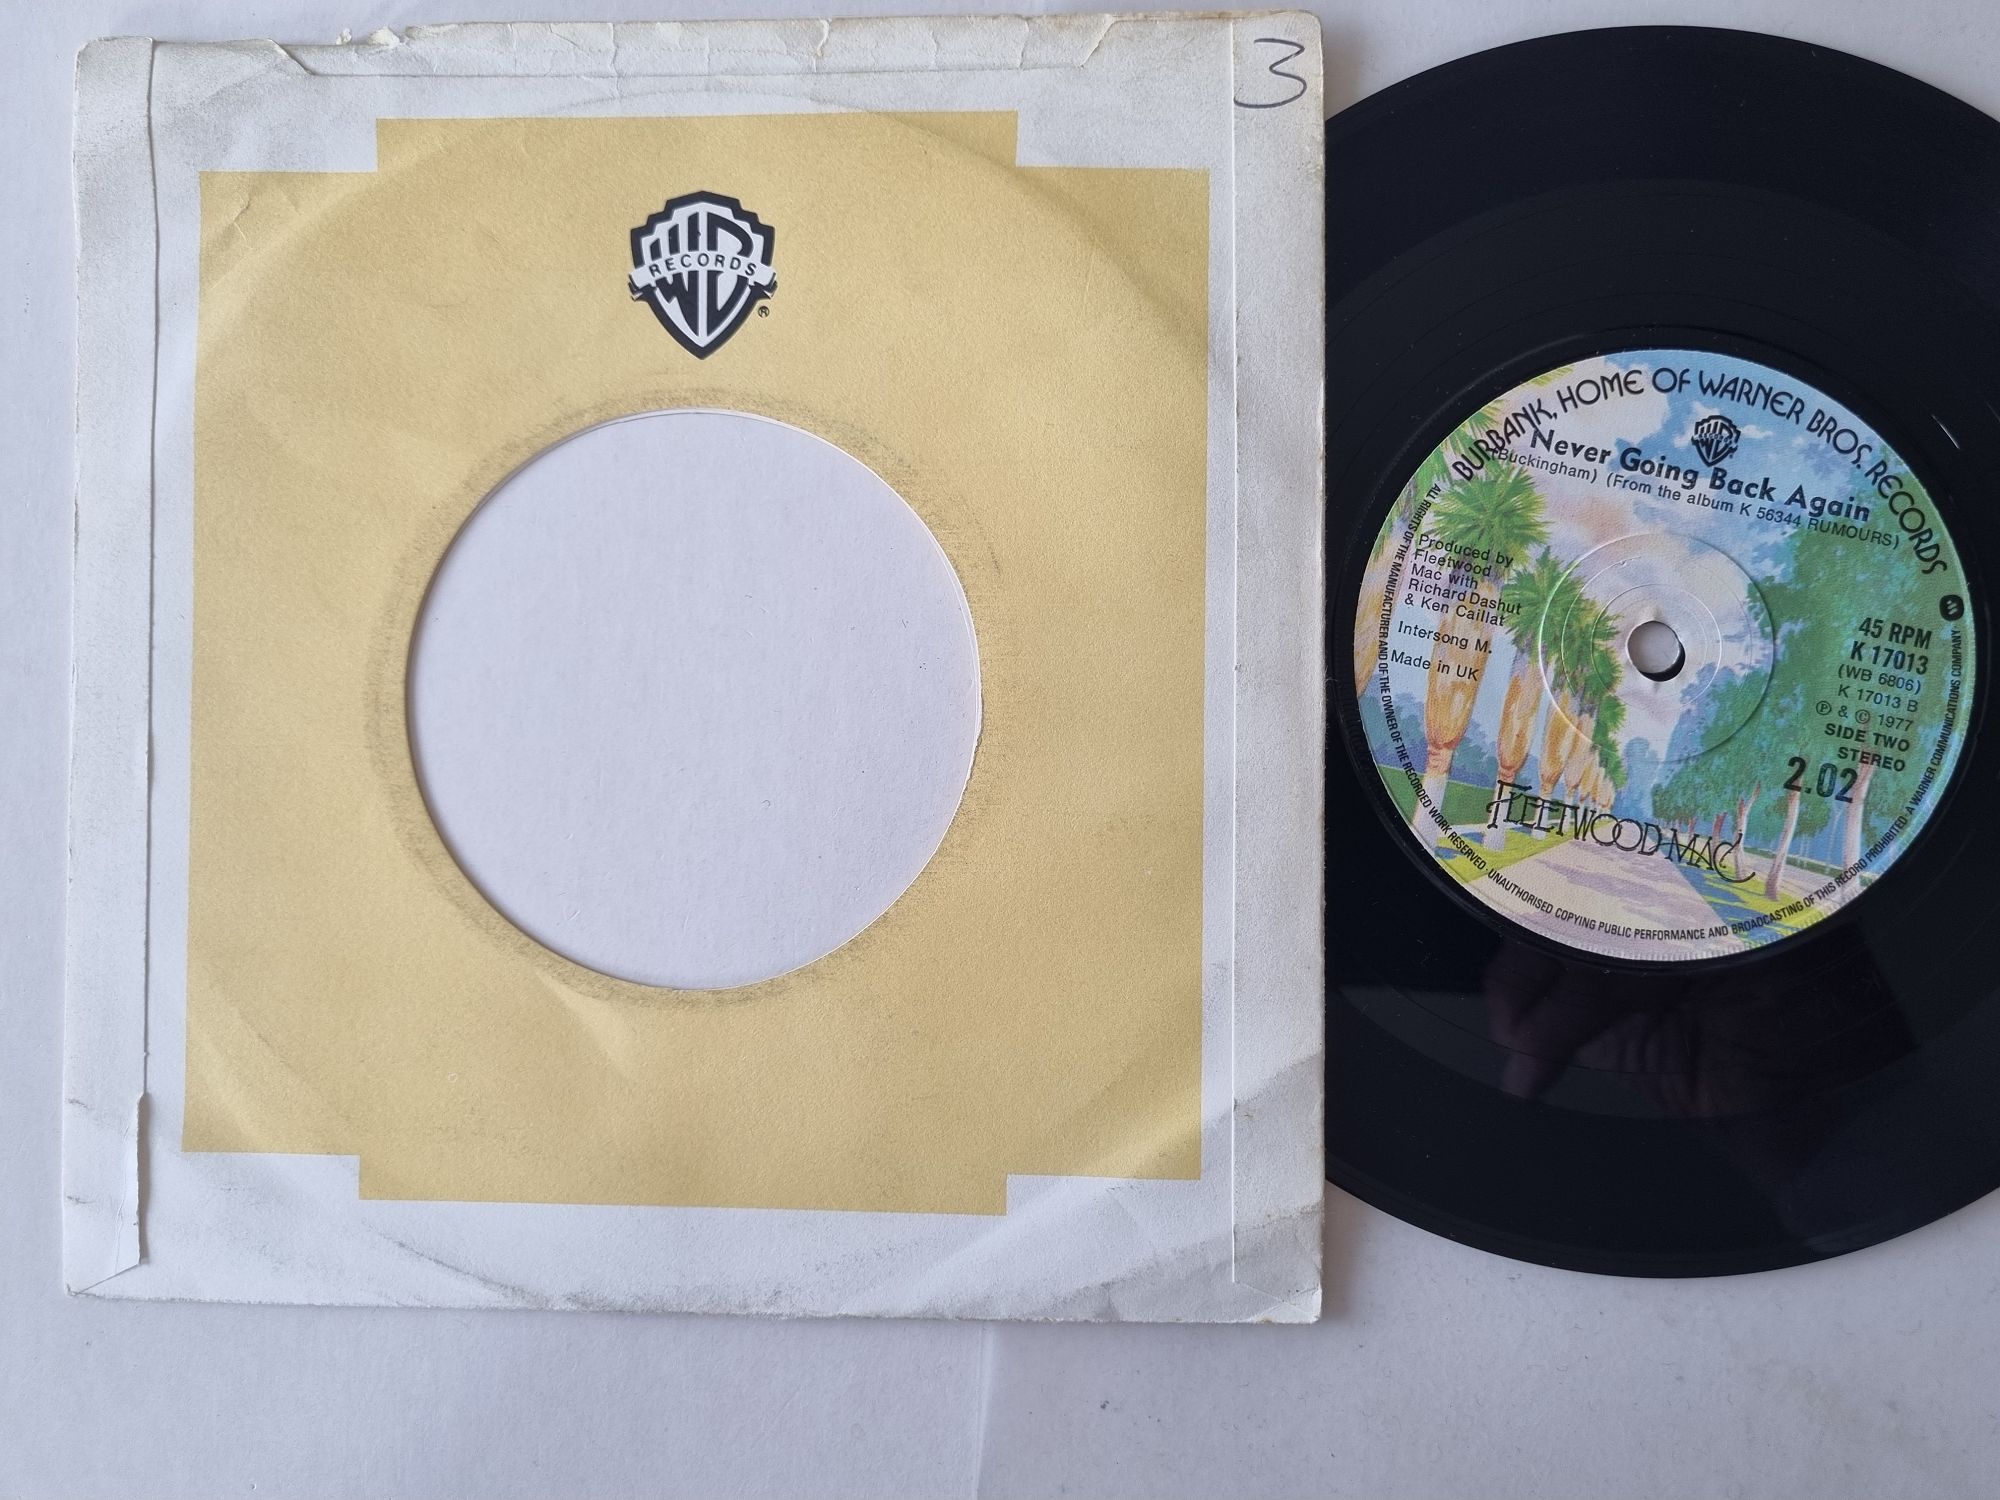 3
WB
RECORDS
®
BURBANK, HOME OF WARNER BROS. RECORDS
WB
RECORDS
Never Going Back Again
(Buckingham) (From the album K 56344 RUMOURS)
Produced by
Fleetwood
Mac with
Richard Dashut
& Ken Caillat
Intersong M.
Made in UK
45 RPM
K 17013
(WB 6806)
K 17013 B
℗ & © 1977
SIDE TWO
STEREO
2.02
FLEETWOOD MAC
ALL RIGHTS OF THE MANUFACTURER AND OF THE OWNER OF THE RECORDED WORK RESERVED · UNAUTHORISED COPYING PUBLIC PERFORMANCE AND BROADCASTING OF THIS RECORD PROHIBITED · A WARNER COMMUNICATIONS COMPANY